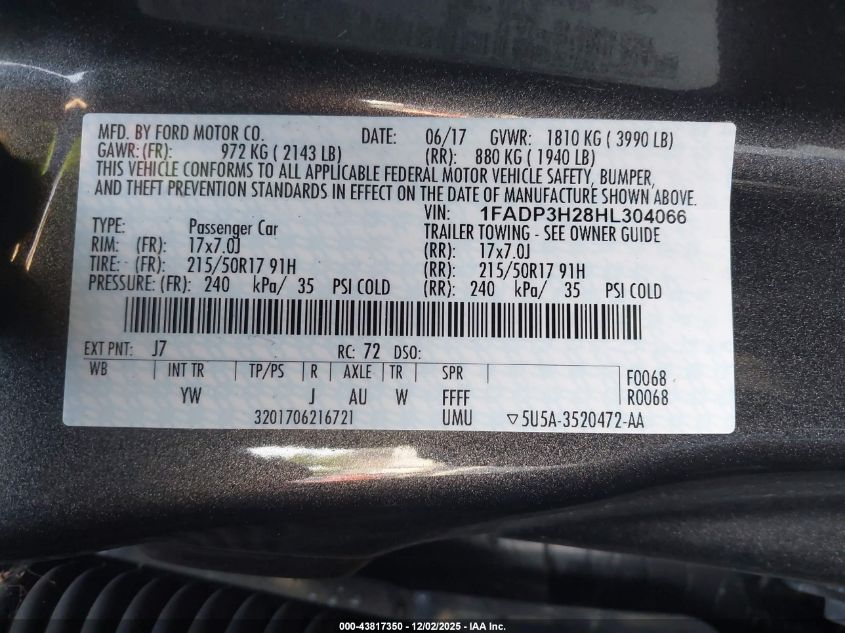 MFD. BY FORD MOTOR CO. DATE: 06/17 GVWR: 1810 KG ( 3990 LB)
GAWR: (FR): 972 KG ( 2143 LB) (RR): 880 KG ( 1940 LB)
THIS VEHICLE CONFORMS TO ALL APPLICABLE FEDERAL MOTOR VEHICLE SAFETY, BUMPER,
AND THEFT PREVENTION STANDARDS IN EFFECT ON THE DATE OF MANUFACTURE SHOWN ABOVE.
VIN: 1FADP3H28HL304066
TYPE: Passenger Car TRAILER TOWING - SEE OWNER GUIDE
RIM: (FR): 17x7.0J (RR): 17x7.0J
TIRE: (FR): 215/50R17 91H (RR): 215/50R17 91H
PRESSURE: (FR): 240 kPa/ 35 PSI COLD (RR): 240 kPa/ 35 PSI COLD
EXT PNT: J7 RC: 72 DSO:
WB INT TR TP/PS R AXLE TR SPR F0068
YW J AU W FFFF R0068
3201706216721 UMU ▽5U5A-3520472-AA
000-43817350 - 12/02/2025 - IAA Inc.